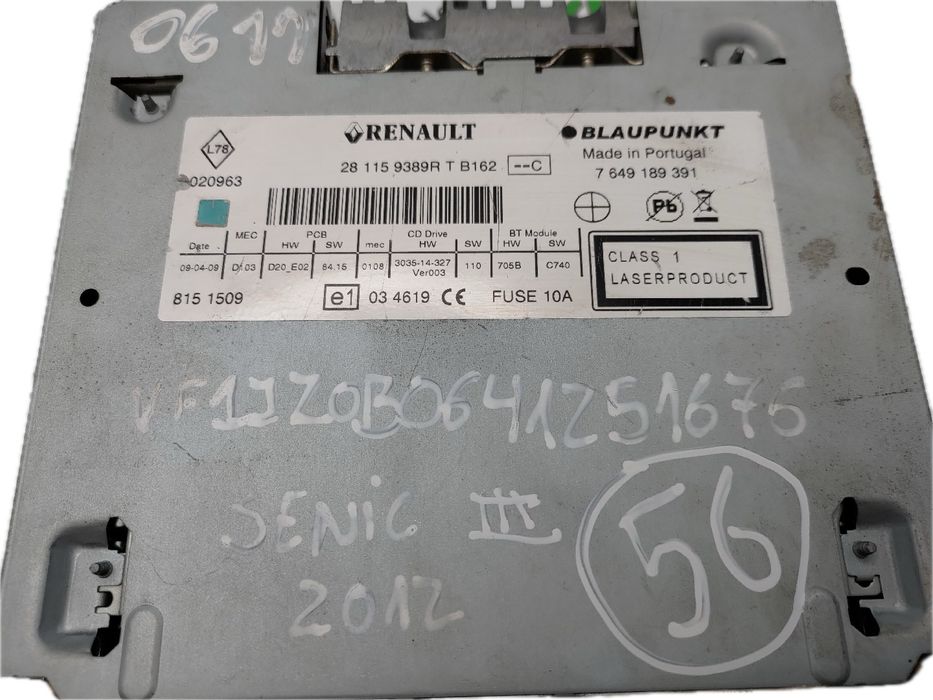 0611
RENAULT BLAUPUNKT
L78 28 115 9389R T B162 --C Made in Portugal
020963 7 649 189 391
Pb
MEC PCB CD Drive BT Module
Date HW SW mec HW SW HW SW
09-04-09 D/03 D20_E02 84.15 0108 3035-14-327 Ver003 110 705B C740
CLASS 1
LASERPRODUCT
815 1509 e1 03 4619 CE FUSE 10A
VF1JZ0B0641251676
SENIC III 56
2012